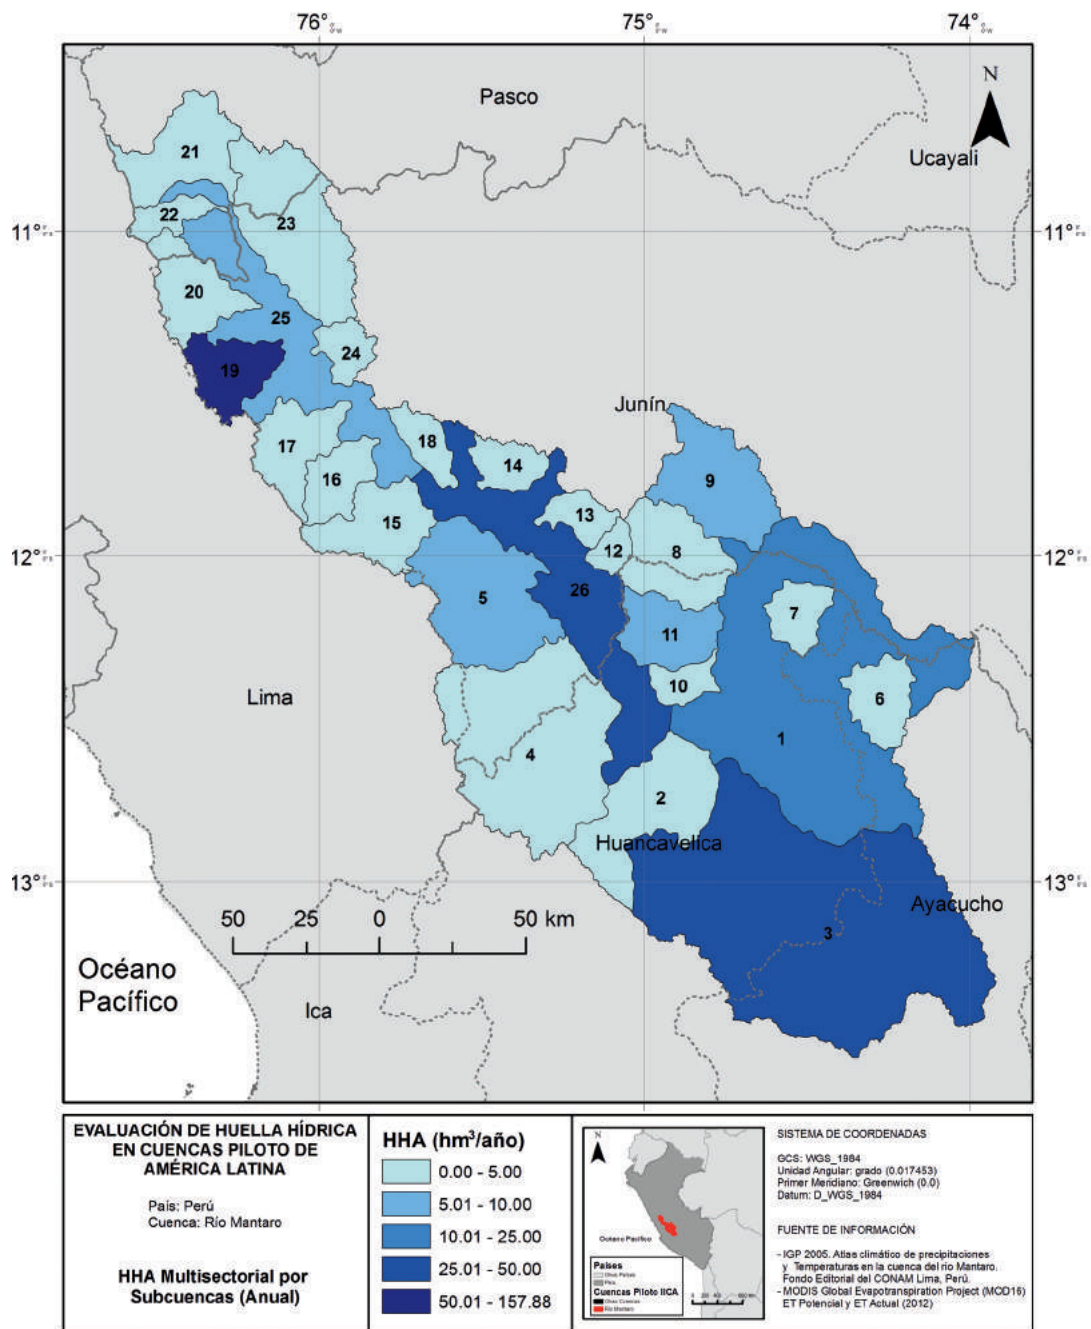 76°
75°
74°
N
Pasco
Ucayali
21
22
23
11°
11°
20
25
24
19
Junín
18
17
14
16
9
13
15
12
8
12°
12°
26
5
7
11
10
6
Lima
1
4
2
Huancavelica
13°
13°
Ayacucho
50 25 0 50 km
3
Océano
Pacífico
Ica
EVALUACIÓN DE HUELLA HÍDRICA
EN CUENCAS PILOTO DE
AMÉRICA LATINA
País: Perú
Cuenca: Río Mantaro
HHA Multisectorial por
Subcuencas (Anual)
HHA (hm³/año)
0.00 - 5.00
5.01 - 10.00
10.01 - 25.00
25.01 - 50.00
50.01 - 157.88
N
Océano Pacífico
Países
Otros Países
Perú
Cuencas Piloto IICA
Otras Cuencas
Río Mantaro
SISTEMA DE COORDENADAS
GCS: WGS_1984
Unidad Angular: grado (0.017453)
Primer Meridiano: Greenwich (0.0)
Datum: D_WGS_1984
FUENTE DE INFORMACIÓN
- IGP 2005. Atlas climático de precipitaciones
y Temperaturas en la cuenca del río Mantaro.
Fondo Editorial del CONAM Lima, Perú.
- MODIS Global Evapotranspiration Project (MOD16)
ET Potencial y ET Actual (2012)